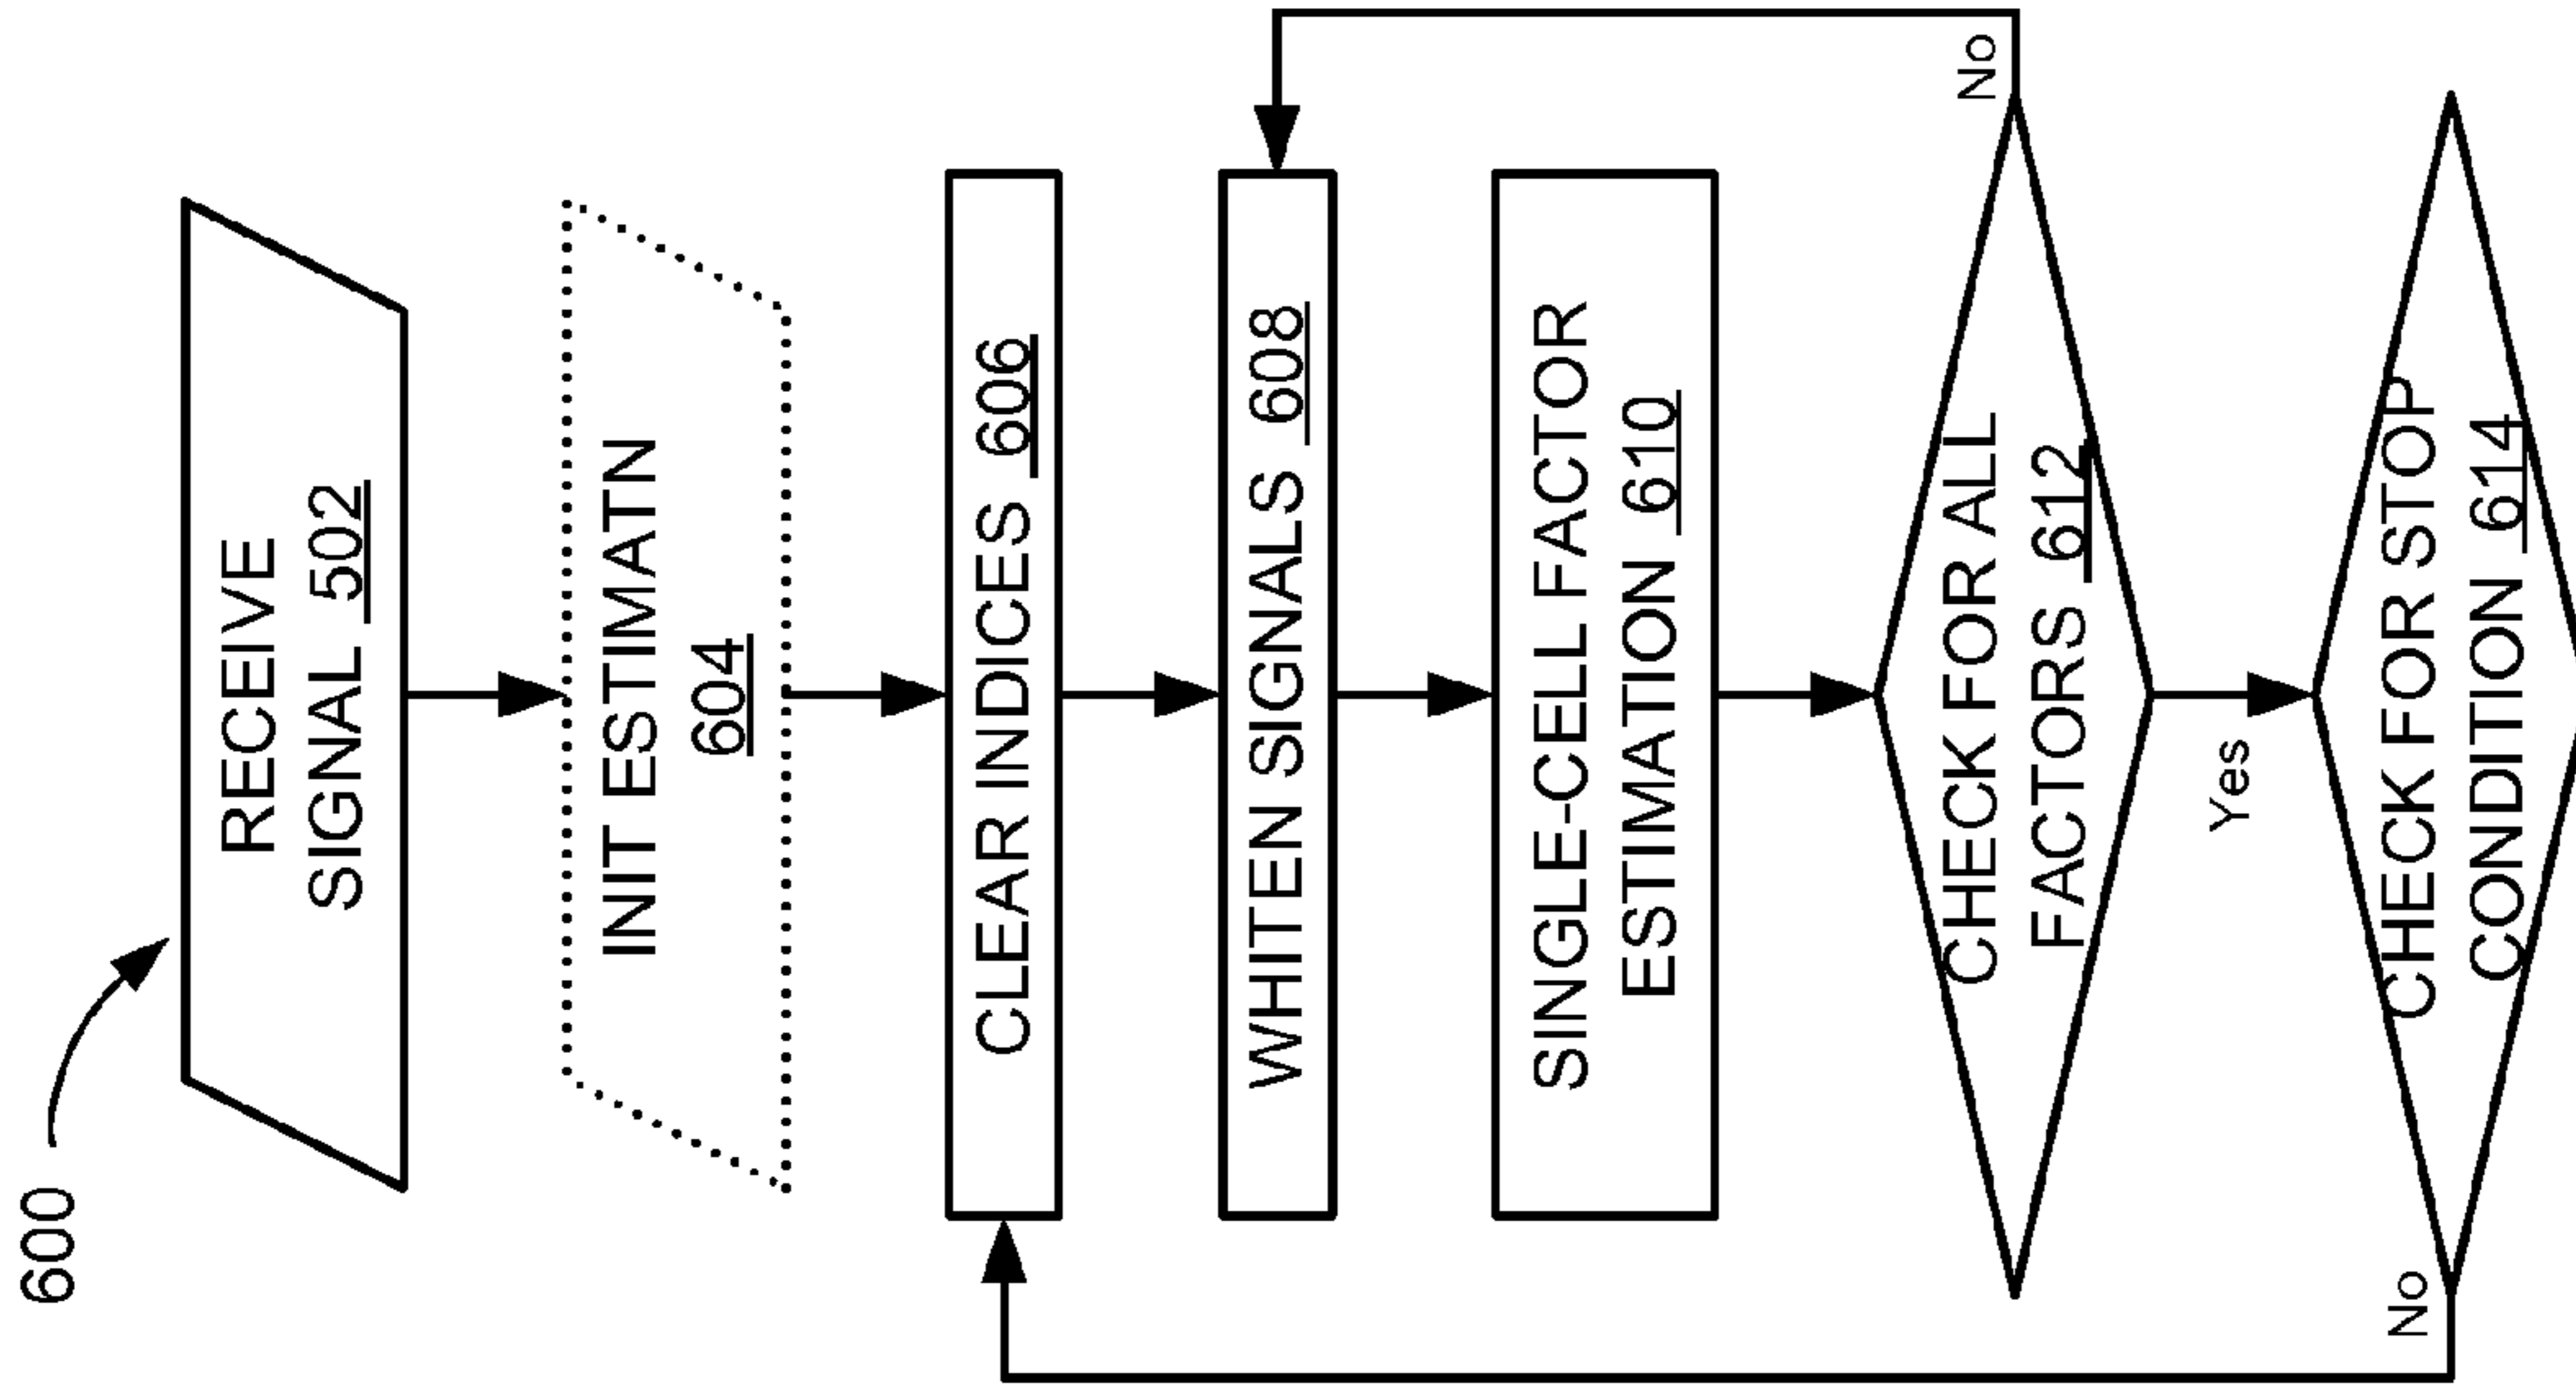 600
RECEIVE
SIGNAL 502
INIT ESTIMATN
604
CLEAR INDICES 606
WHITEN SIGNALS 608
SINGLE-CELL FACTOR
ESTIMATION 610
No
CHECK FOR ALL
FACTORS 612
Yes
No
CHECK FOR STOP
CONDITION 614